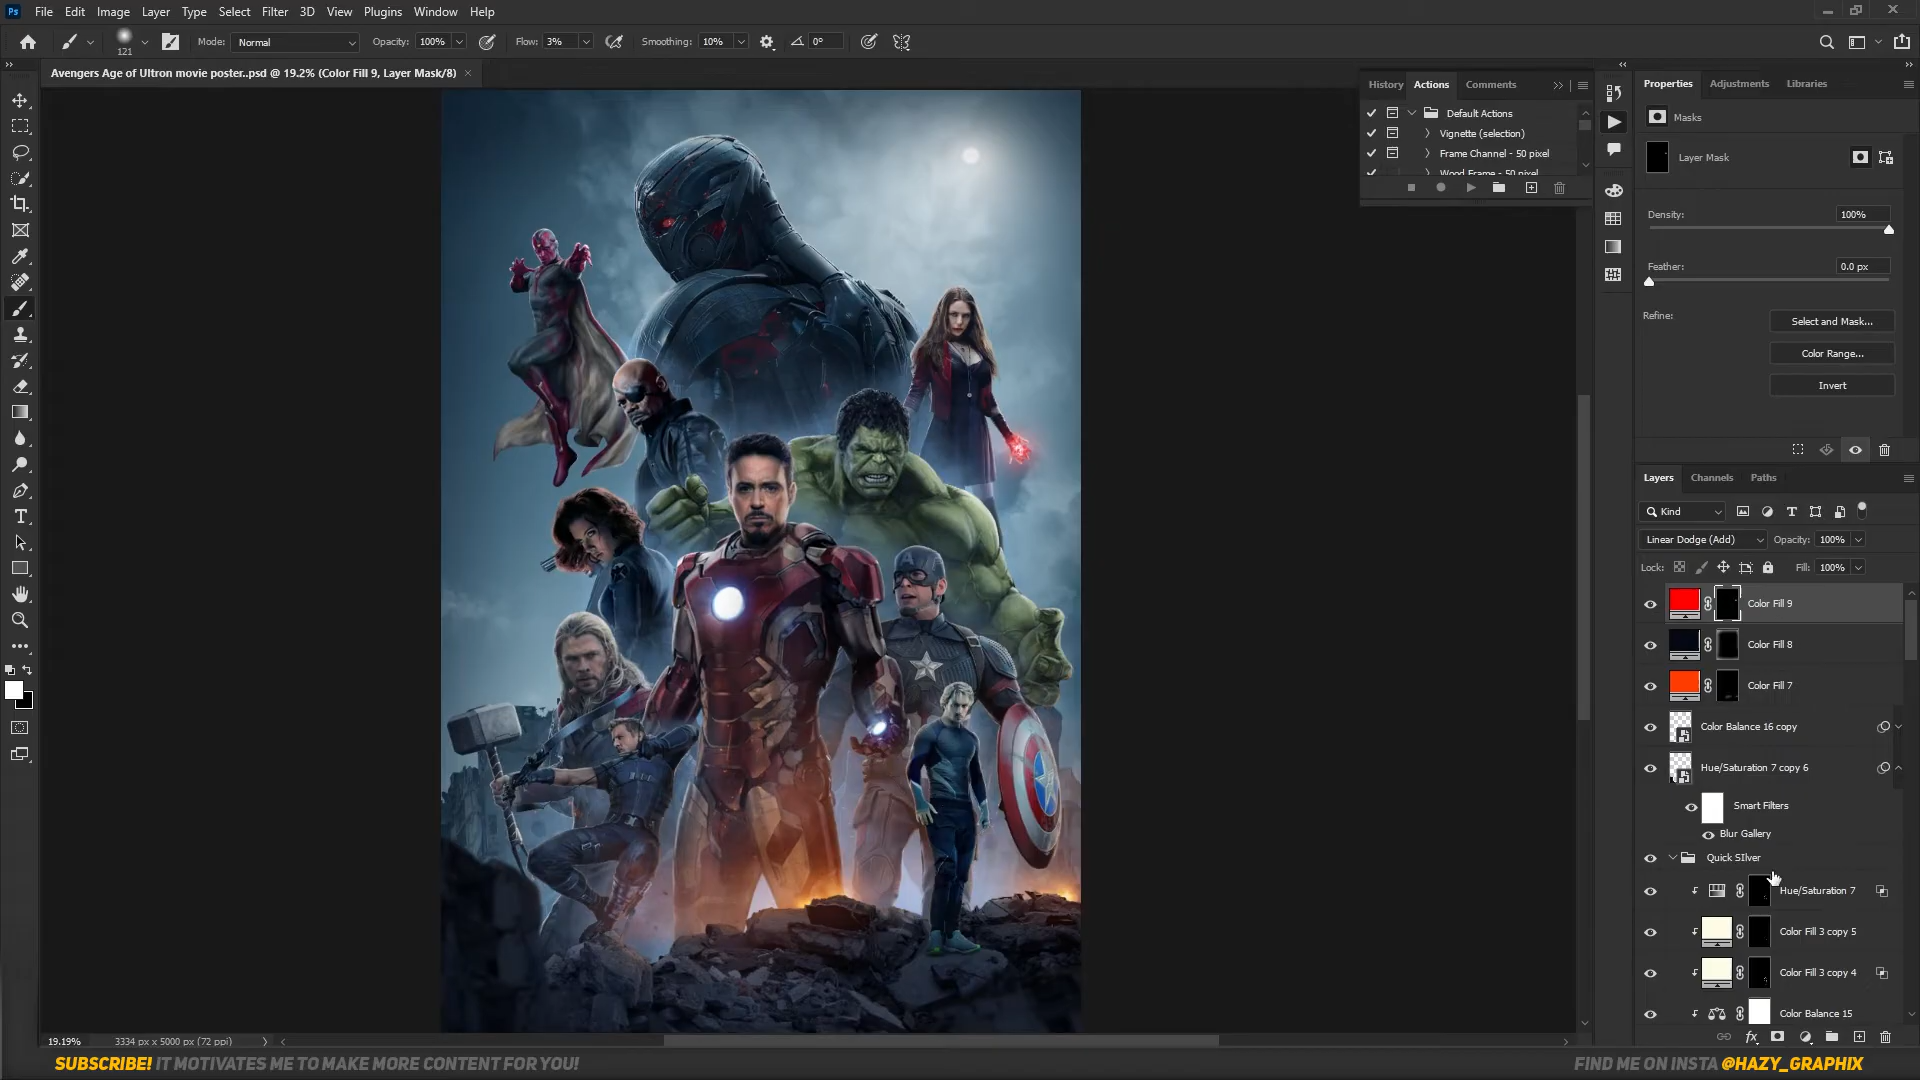 Ps File Edit Image Layer Type Select Filter 3D View Plugins Window Help
121 Mode: Normal Opacity: 100% Flow: 3% Smoothing: 10% 0°
Avengers Age of Ultron movie poster..psd @ 19.2% (Color Fill 9, Layer Mask/8) ×
History Actions Comments
Default Actions
Vignette (selection)
Frame Channel - 50 pixel
Wood Frame - 50 pixel
Properties Adjustments Libraries
Masks
Layer Mask
Density: 100%
Feather: 0.0 px
Refine: Select and Mask...
Color Range...
Invert
Layers Channels Paths
Kind
Linear Dodge (Add) Opacity: 100%
Lock: Fill: 100%
Color Fill 9
Color Fill 8
Color Fill 7
Color Balance 16 copy
Hue/Saturation 7 copy 6
Smart Filters
Blur Gallery
Quick SIlver
Hue/Saturation 7
Color Fill 3 copy 5
Color Fill 3 copy 4
Color Balance 15
fx
19.19% 3334 px x 5000 px (72 ppi)
SUBSCRIBE! IT MOTIVATES ME TO MAKE MORE CONTENT FOR YOU!
FIND ME ON INSTA @HAZY_GRAPHIX